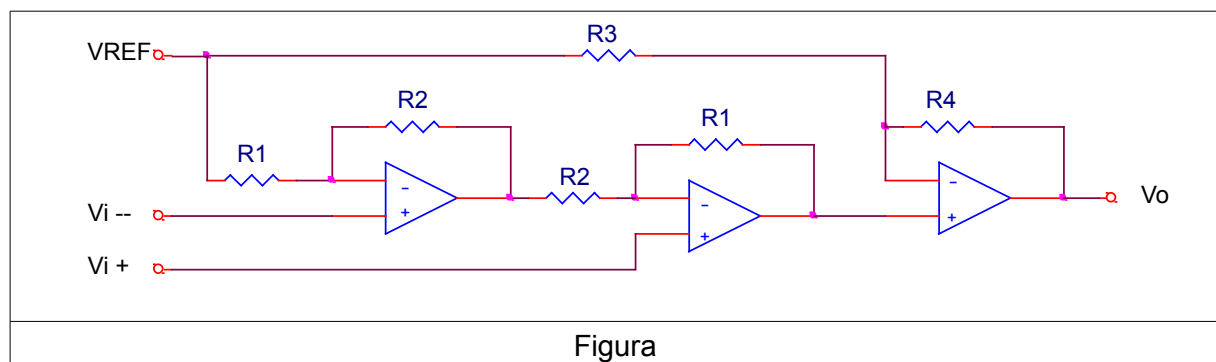 R3
VREF
R2
R4
R1
R1
R2
-
+
-
+
-
+
Vi --
Vo
Vi +
Figura